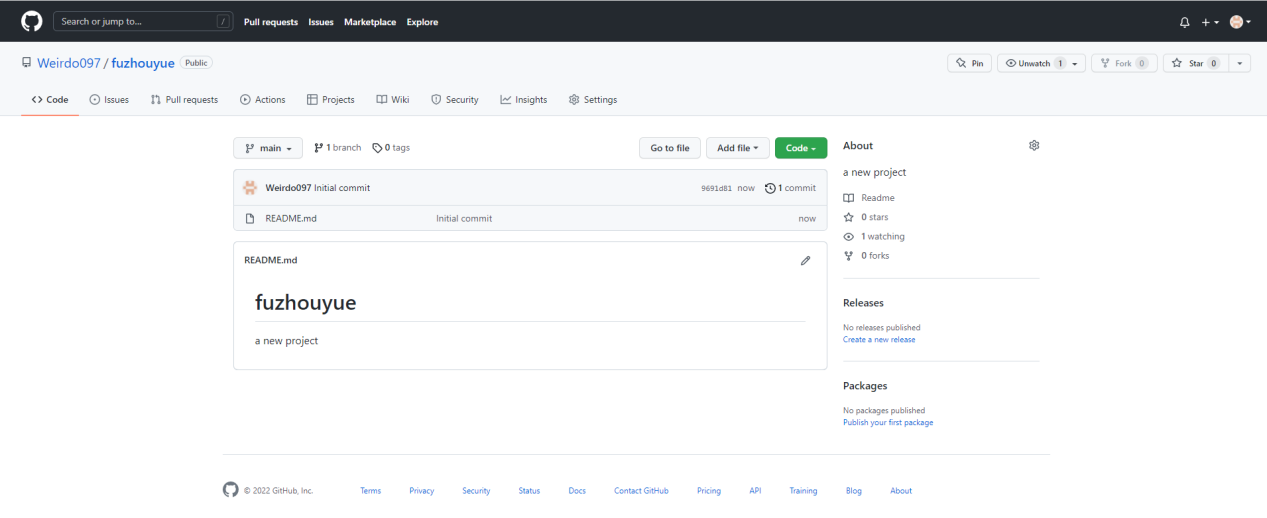 Search or jump to... /
Pull requests Issues Marketplace Explore
Weirdo097 / fuzhouyue Public
Pin Unwatch 1 Fork 0 Star 0
Code Issues Pull requests Actions Projects Wiki Security Insights Settings
main 1 branch 0 tags Go to file Add file Code
Weirdo097 Initial commit 9691d81 now 1 commit
README.md Initial commit now
README.md
fuzhouyue
a new project
About
a new project
Readme
0 stars
1 watching
0 forks
Releases
No releases published
Create a new release
Packages
No packages published
Publish your first package
© 2022 GitHub, Inc. Terms Privacy Security Status Docs Contact GitHub Pricing API Training Blog About